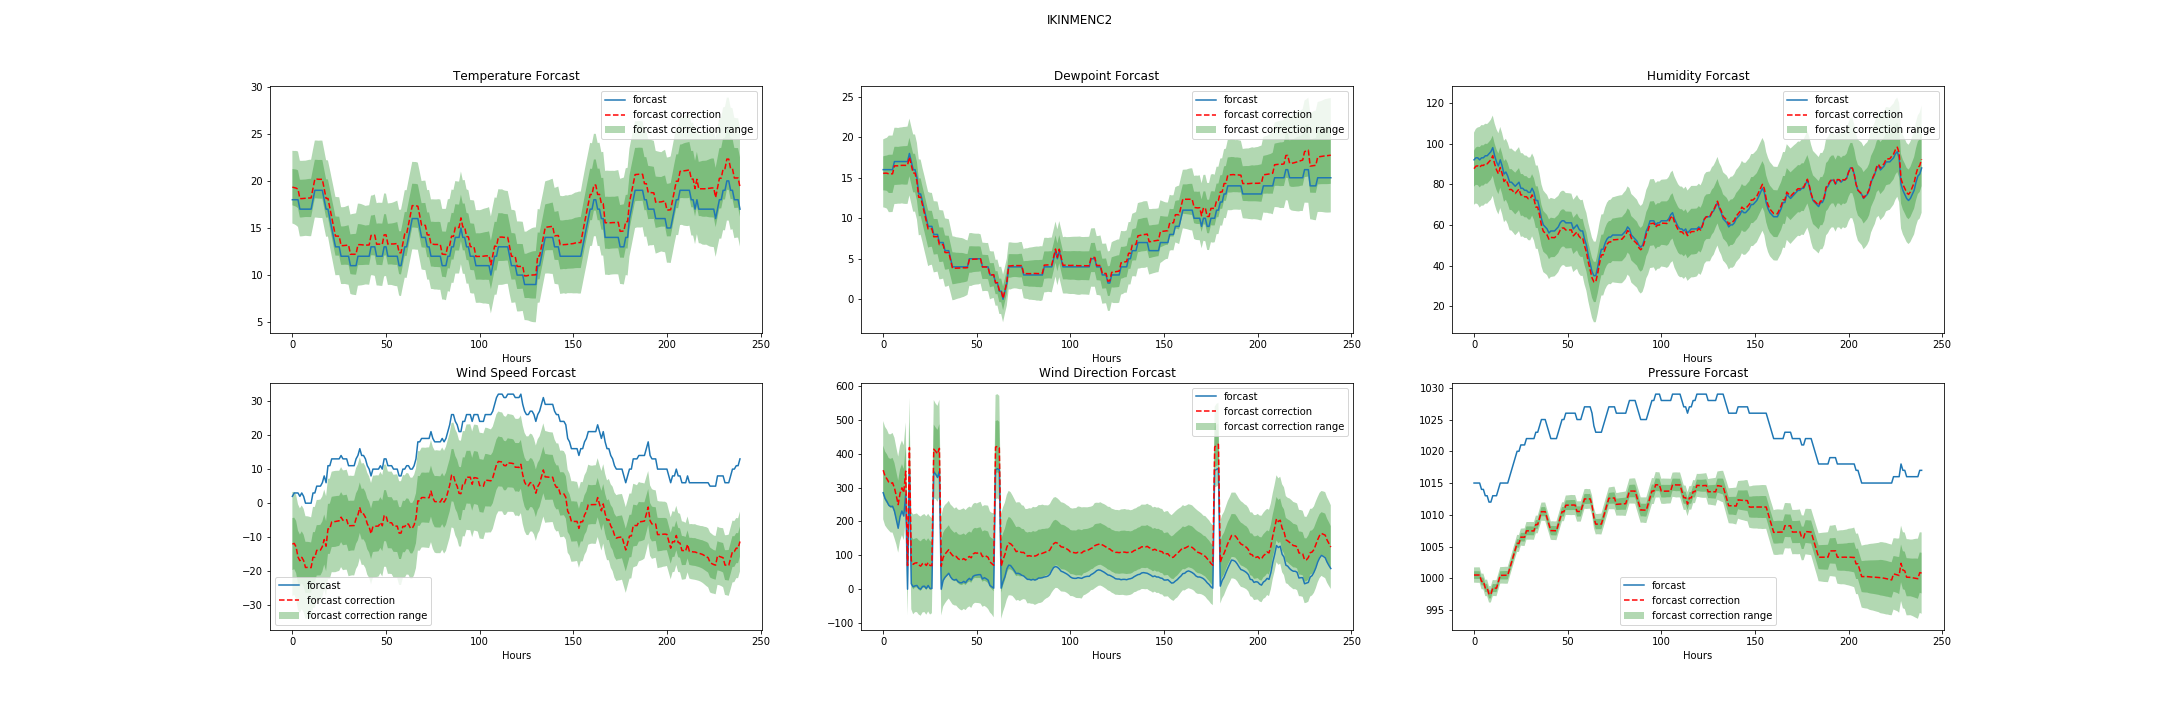 IKINMENC2
Temperature Forcast
30
25
20
15
10
5
0 50 100 150 200 250
Hours
forcast
forcast correction
forcast correction range
Dewpoint Forcast
25
20
15
10
5
0
0 50 100 150 200 250
Hours
forcast
forcast correction
forcast correction range
Humidity Forcast
120
100
80
60
40
20
0 50 100 150 200 250
Hours
forcast
forcast correction
forcast correction range
Wind Speed Forcast
30
20
10
0
−10
−20
−30
0 50 100 150 200 250
Hours
forcast
forcast correction
forcast correction range
Wind Direction Forcast
600
500
400
300
200
100
0
−100
0 50 100 150 200 250
Hours
forcast
forcast correction
forcast correction range
Pressure Forcast
1030
1025
1020
1015
1010
1005
1000
995
0 50 100 150 200 250
Hours
forcast
forcast correction
forcast correction range